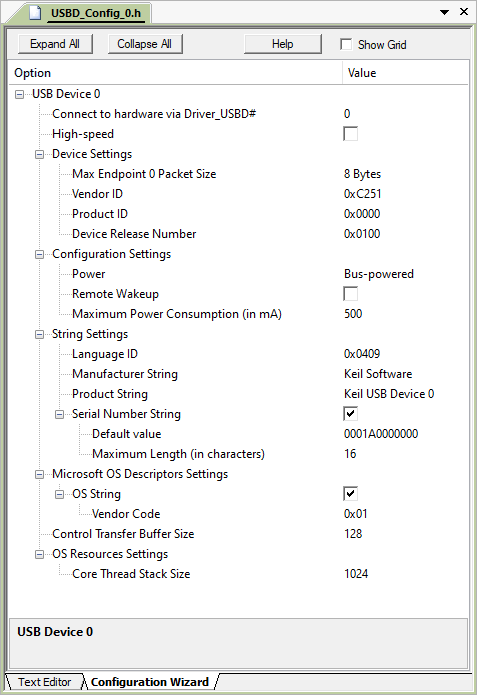 USBD_Config_0.h
Expand All Collapse All Help Show Grid
Option Value
USB Device 0
Connect to hardware via Driver_USBD# 0
High-speed
Device Settings
Max Endpoint 0 Packet Size 8 Bytes
Vendor ID 0xC251
Product ID 0x0000
Device Release Number 0x0100
Configuration Settings
Power Bus-powered
Remote Wakeup
Maximum Power Consumption (in mA) 500
String Settings
Language ID 0x0409
Manufacturer String Keil Software
Product String Keil USB Device 0
Serial Number String
Default value 0001A0000000
Maximum Length (in characters) 16
Microsoft OS Descriptors Settings
OS String
Vendor Code 0x01
Control Transfer Buffer Size 128
OS Resources Settings
Core Thread Stack Size 1024
USB Device 0
Text Editor Configuration Wizard